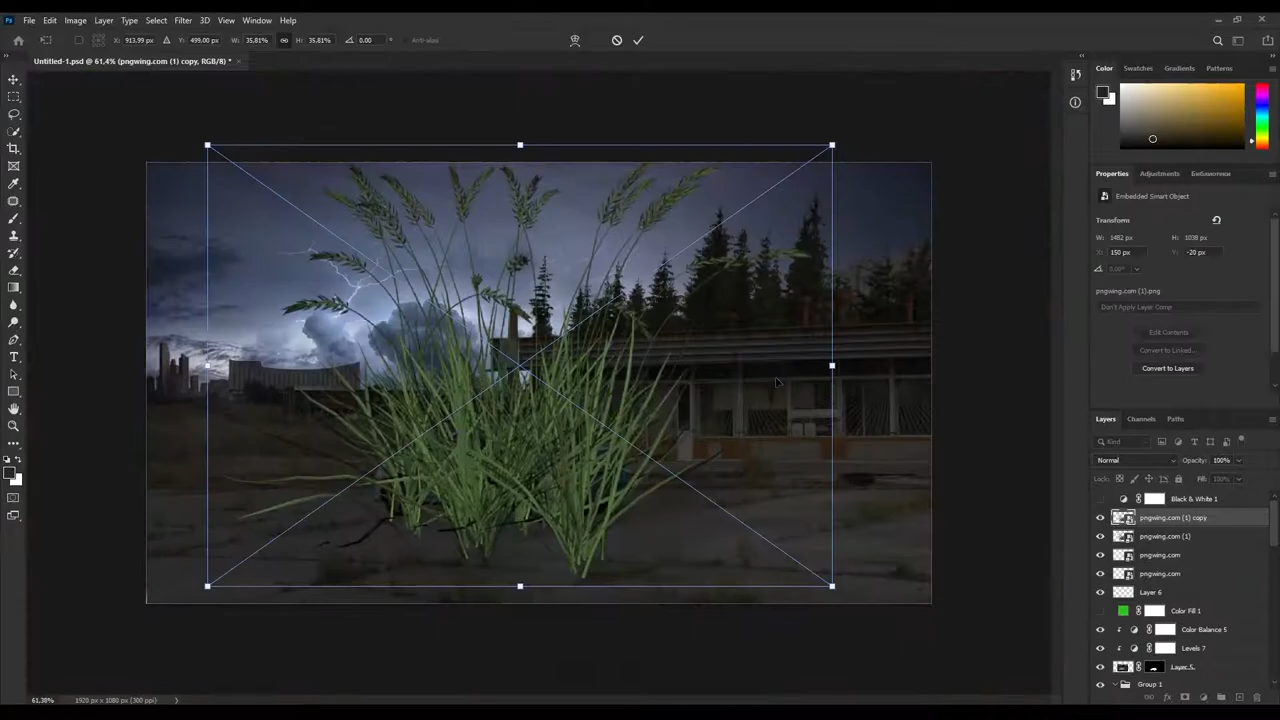 Ps File Edit Image Layer Type Select Filter 3D View Window Help
X: 913.99 px Y: 499.00 px W: 35.81% H: 35.81% 0.00 Anti-alias
Untitled-1.psd @ 61,4% (pngwing.com (1) copy, RGB/8) *
Color Swatches Gradients Patterns
Properties Adjustments Библиотеки
Embedded Smart Object
Transform
W: 1482 px H: 1038 px
X: 150 px Y: -20 px
0,00°
pngwing.com (1).png
Don't Apply Layer Comp
Edit Contents
Convert to Linked...
Convert to Layers
Layers Channels Paths
Kind
Normal Opacity: 100%
Lock: Fill: 100%
Black & White 1
pngwing.com (1) copy
pngwing.com (1)
pngwing.com
pngwing.com
Layer 6
Color Fill 1
Color Balance 5
Levels 7
Layer 5
Group 1
61,38% 1920 px x 1080 px (300 ppi)